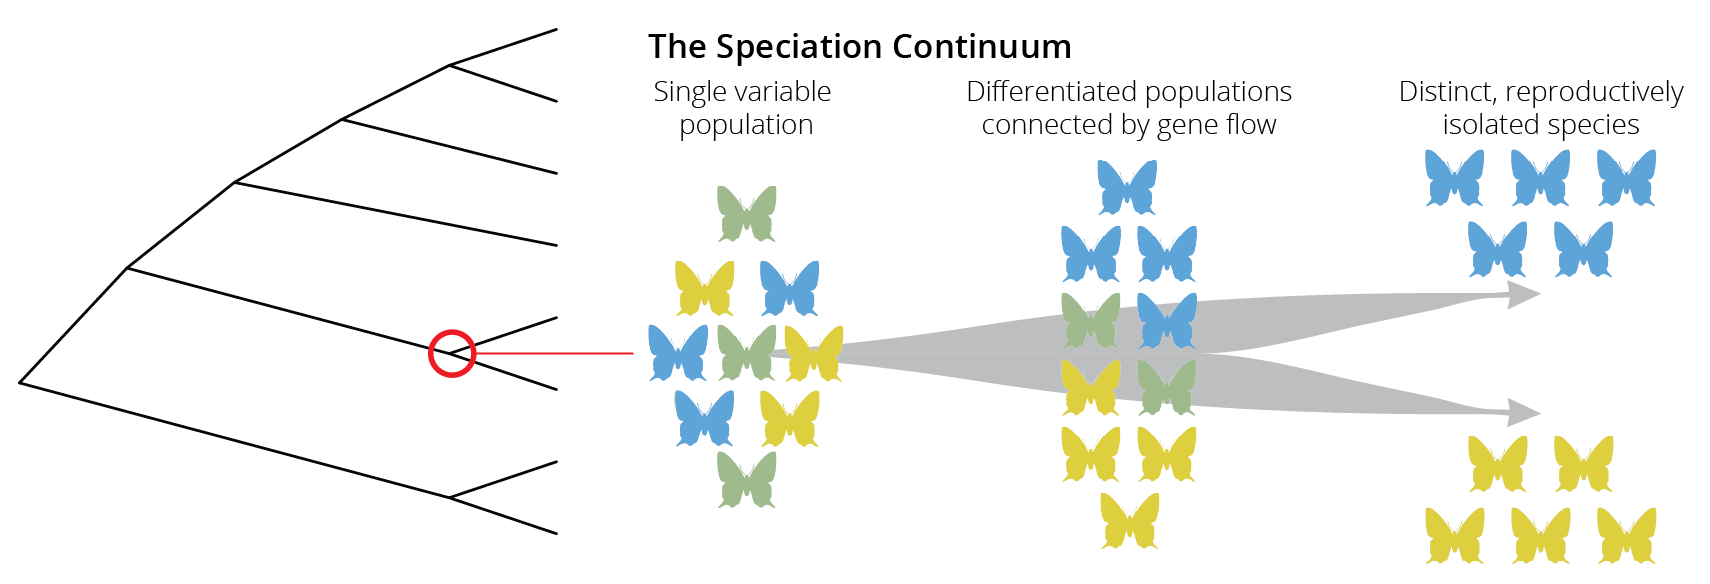 The Speciation Continuum
Single variable
population
Differentiated populations
connected by gene flow
Distinct, reproductively
isolated species